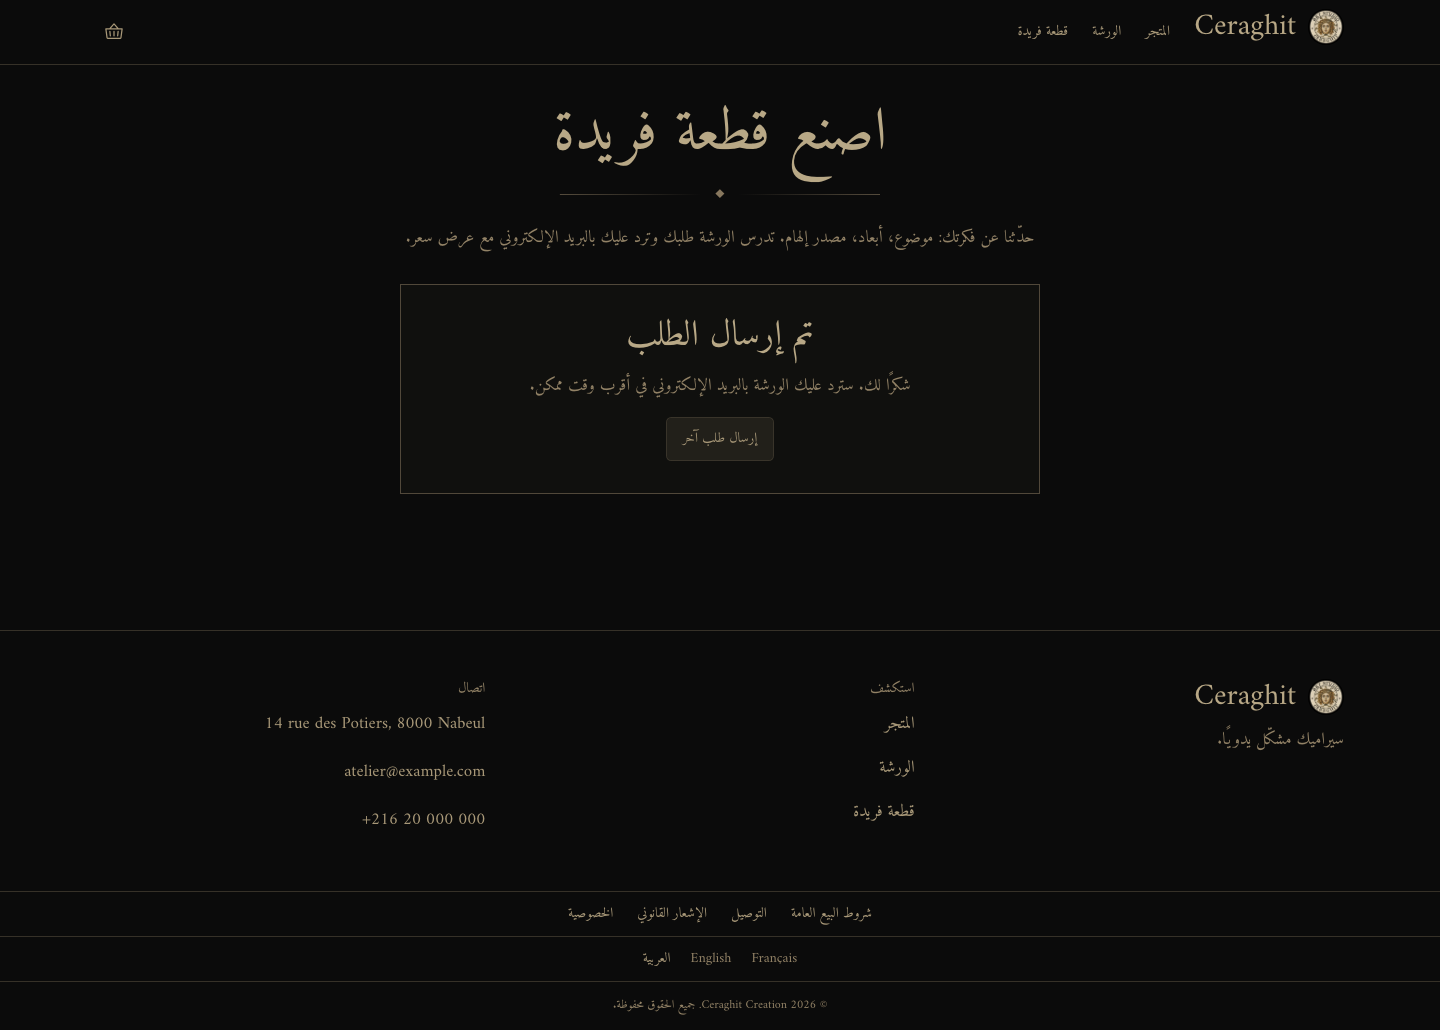 Ceraghit
المتجر
الورشة
قطعة فريدة
اصنع قطعة فريدة
حدّثنا عن فكرتك: موضوع، أبعاد، مصدر إلهام. تدرس الورشة طلبك وترد عليك بالبريد الإلكتروني مع عرض سعر.
تم إرسال الطلب
شكرًا لك. سترد عليك الورشة بالبريد الإلكتروني في أقرب وقت ممكن.
إرسال طلب آخر
Ceraghit
سيراميك مشكّل يدويًا.
استكشف
المتجر
الورشة
قطعة فريدة
اتصال
14 rue des Potiers, 8000 Nabeul
atelier@example.com
+216 20 000 000
شروط البيع العامة
التوصيل
الإشعار القانوني
الخصوصية
Français
English
العربية
© 2026 Ceraghit Creation. جميع الحقوق محفوظة.